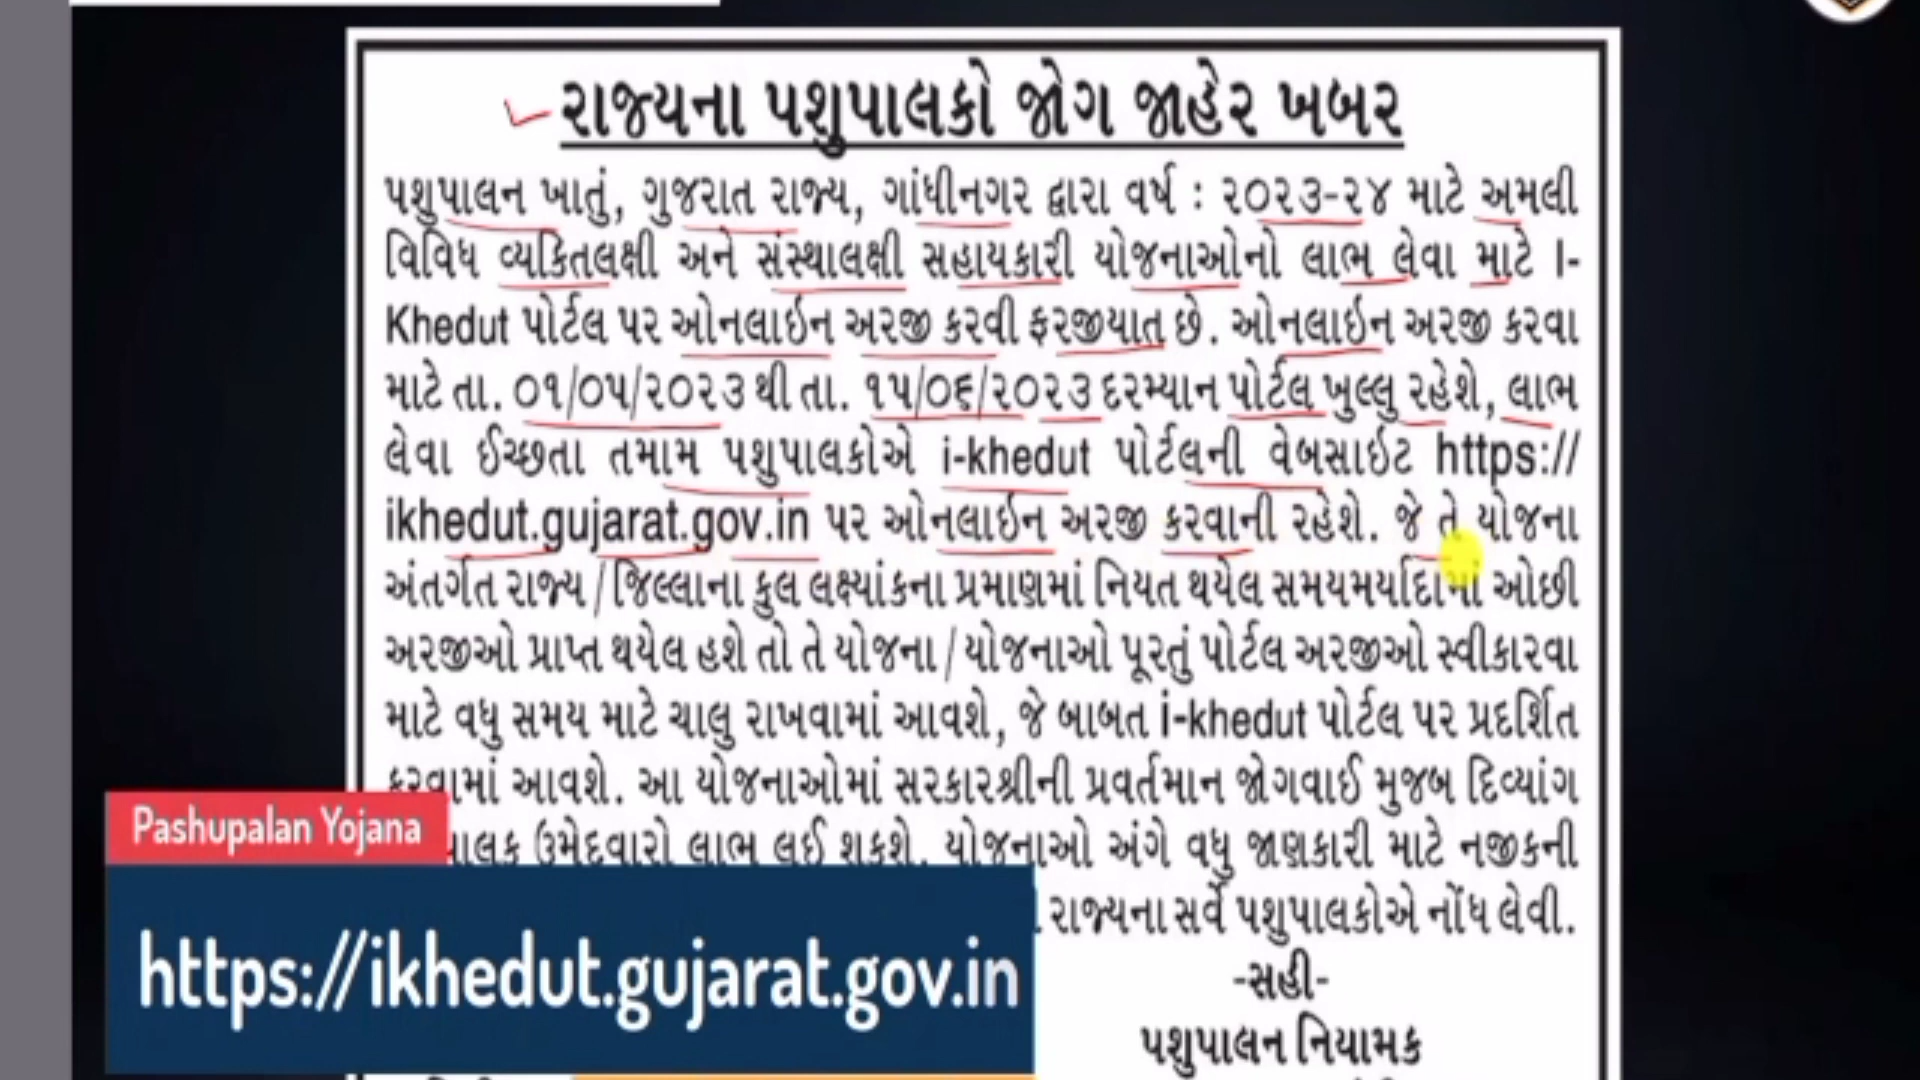 રાજ્યના પશુપાલકો જોગ જાહેર ખબર
પશુપાલન ખાતું, ગુજરાત રાજ્ય, ગાંધીનગર દ્વારા વર્ષ : ૨૦૨૩-૨૪ માટે અમલી
વિવિધ વ્યકિતલક્ષી અને સંસ્થાલક્ષી સહાયકારી યોજનાઓનો લાભ લેવા માટે I-
Khedut પોર્ટલ પર ઓનલાઇન અરજી કરવી ફરજીયાત છે. ઓનલાઇન અરજી કરવા
માટે તા. ૦૧/૦૫/૨૦૨૩ થી તા. ૧૫/૦૬/૨૦૨૩ દરમ્યાન પોર્ટલ ખુલ્લુ રહેશે, લાભ
લેવા ઈચ્છતા તમામ પશુપાલકોએ i-khedut પોર્ટલની વેબસાઇટ https://
ikhedut.gujarat.gov.in પર ઓનલાઇન અરજી કરવાની રહેશે. જે તે યોજના
અંતર્ગત રાજ્ય / જિલ્લાના કુલ લક્ષ્યાંકના પ્રમાણમાં નિયત થયેલ સમયમર્યાદામાં ઓછી
અરજીઓ પ્રાપ્ત થયેલ હશે તો તે યોજના / યોજનાઓ પૂરતું પોર્ટલ અરજીઓ સ્વીકારવા
માટે વધુ સમય માટે ચાલુ રાખવામાં આવશે, જે બાબત i-khedut પોર્ટલ પર પ્રદર્શિત
કરવામાં આવશે. આ યોજનાઓમાં સરકારશ્રીની પ્રવર્તમાન જોગવાઈ મુજબ દિવ્યાંગ
પાલક ઉમેદવારો લાભ લઈ શકશે. યોજનાઓ અંગે વધુ જાણકારી માટે નજીકની
રાજ્યના સર્વે પશુપાલકોએ નોંધ લેવી.
-સહી-
પશુપાલન નિયામક
Pashupalan Yojana
https://ikhedut.gujarat.gov.in